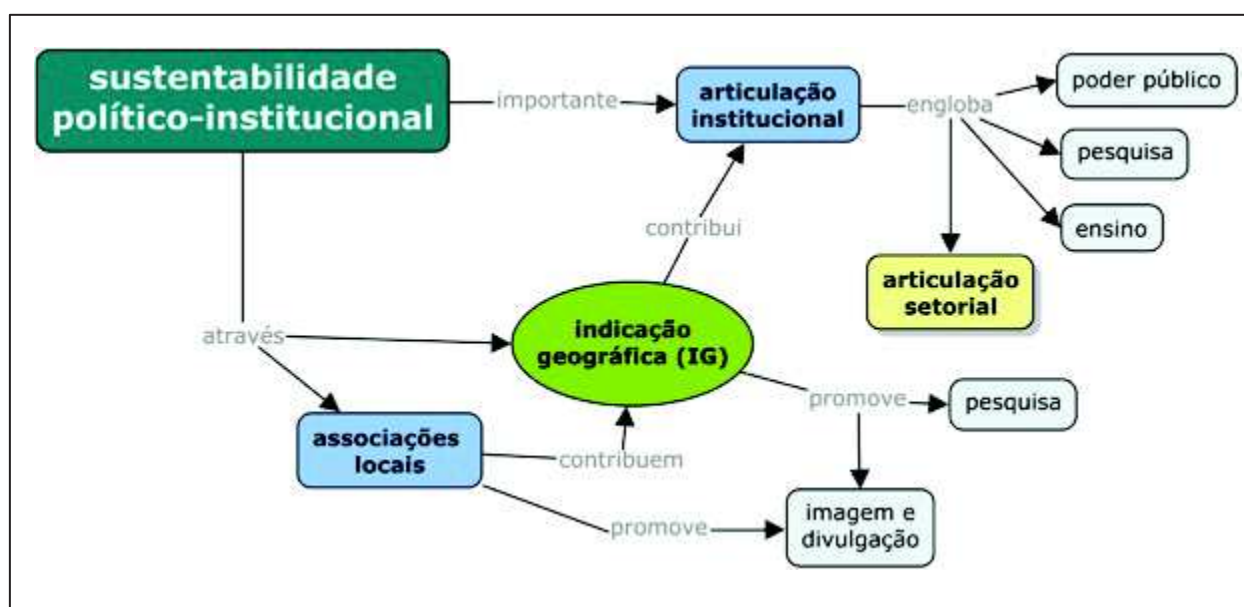 sustentabilidade
político-institucional
importante
articulação
institucional
engloba
poder público
pesquisa
ensino
articulação
setorial
contribui
através
indicação
geográfica (IG)
promove
pesquisa
associações
locais
contribuem
promove
imagem e
divulgação